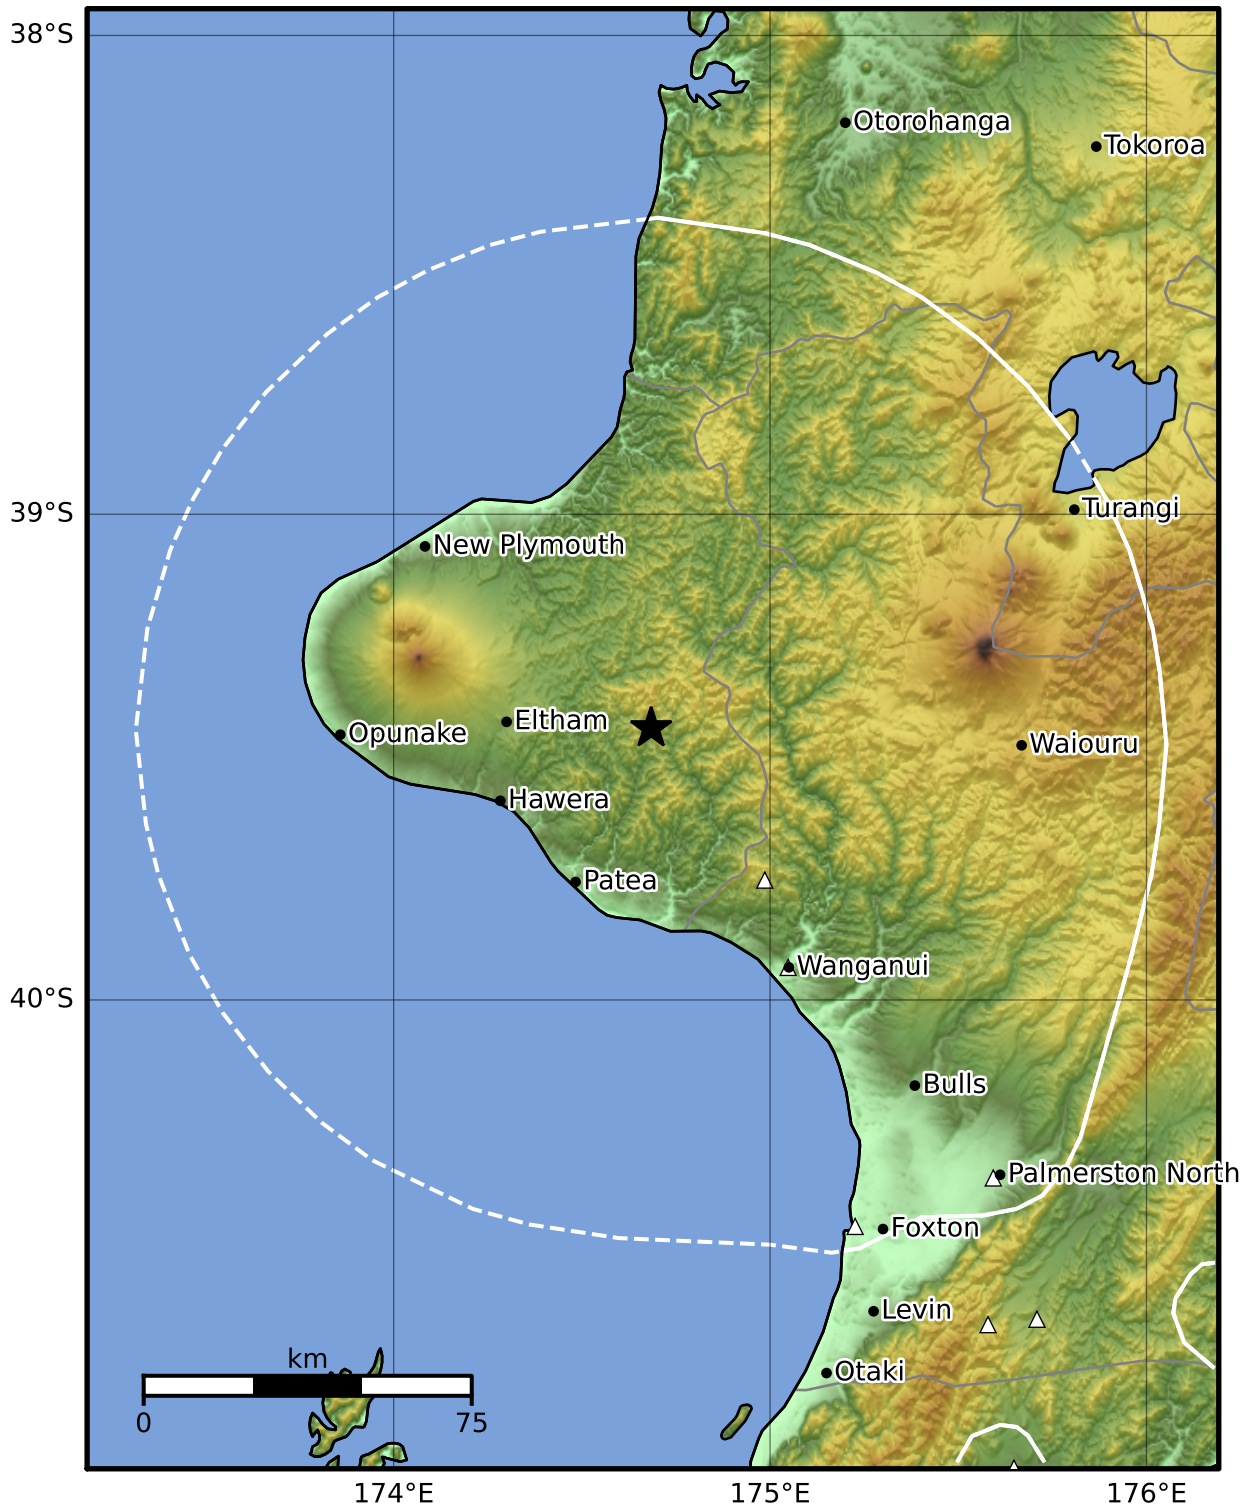 38°S
Otorohanga
Tokoroa
39°S
Turangi
New Plymouth
Eltham
Opunake
Waiouru
Hawera
Patea
Wanganui
40°S
Bulls
Palmerston North
Foxton
Levin
km
Otaki
0 75
174°E 175°E 176°E